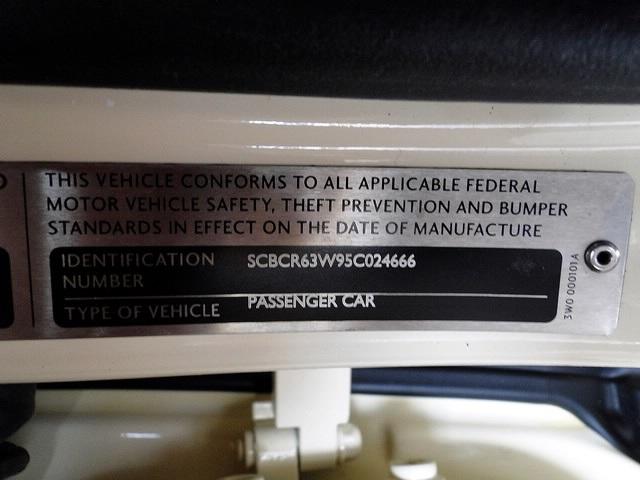 THIS VEHICLE CONFORMS TO ALL APPLICABLE FEDERAL
MOTOR VEHICLE SAFETY, THEFT PREVENTION AND BUMPER
STANDARDS IN EFFECT ON THE DATE OF MANUFACTURE
IDENTIFICATION NUMBER SCBCR63W95C024666
TYPE OF VEHICLE PASSENGER CAR
3W0 000101A